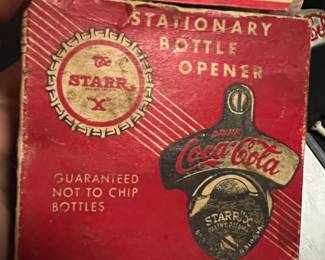 STATIONARY
BOTTLE
OPENER
The
STARR
X
DRINK
Coca-Cola
GUARANTEED
NOT TO CHIP
BOTTLES
STARR X